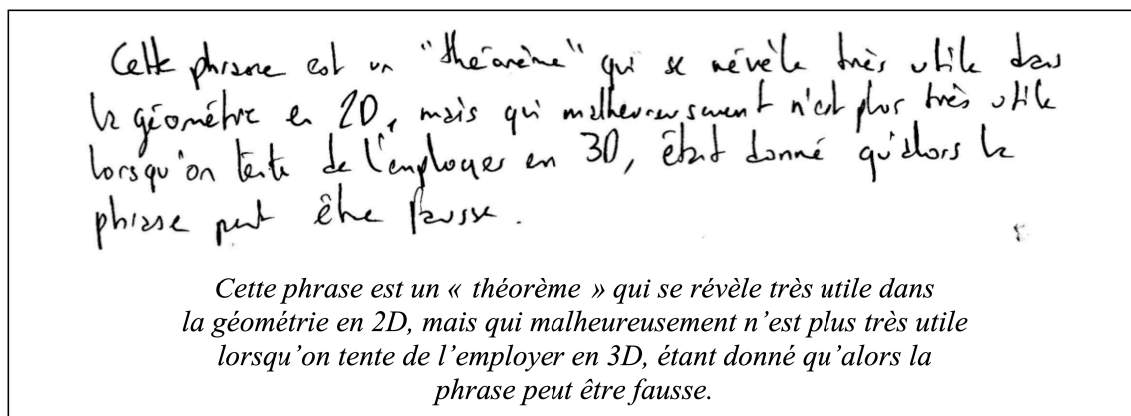 Cette phrase est un "théorème" qui se révèle très utile dans
la géométrie en 2D, mais qui malheureusement n'est plus très utile
lorsqu'on tente de l'employer en 3D, étant donné qu'alors la
phrase peut être fausse.
Cette phrase est un « théorème » qui se révèle très utile dans
la géométrie en 2D, mais qui malheureusement n’est plus très utile
lorsqu’on tente de l’employer en 3D, étant donné qu’alors la
phrase peut être fausse.